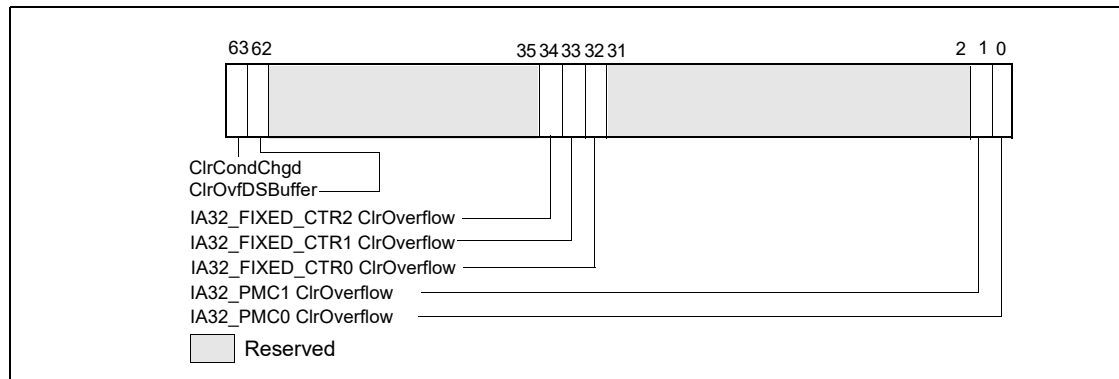 63 62 35 34 33 32 31 2 1 0
ClrCondChgd
ClrOvfDSBuffer
IA32_FIXED_CTR2 ClrOverflow
IA32_FIXED_CTR1 ClrOverflow
IA32_FIXED_CTR0 ClrOverflow
IA32_PMC1 ClrOverflow
IA32_PMC0 ClrOverflow
Reserved